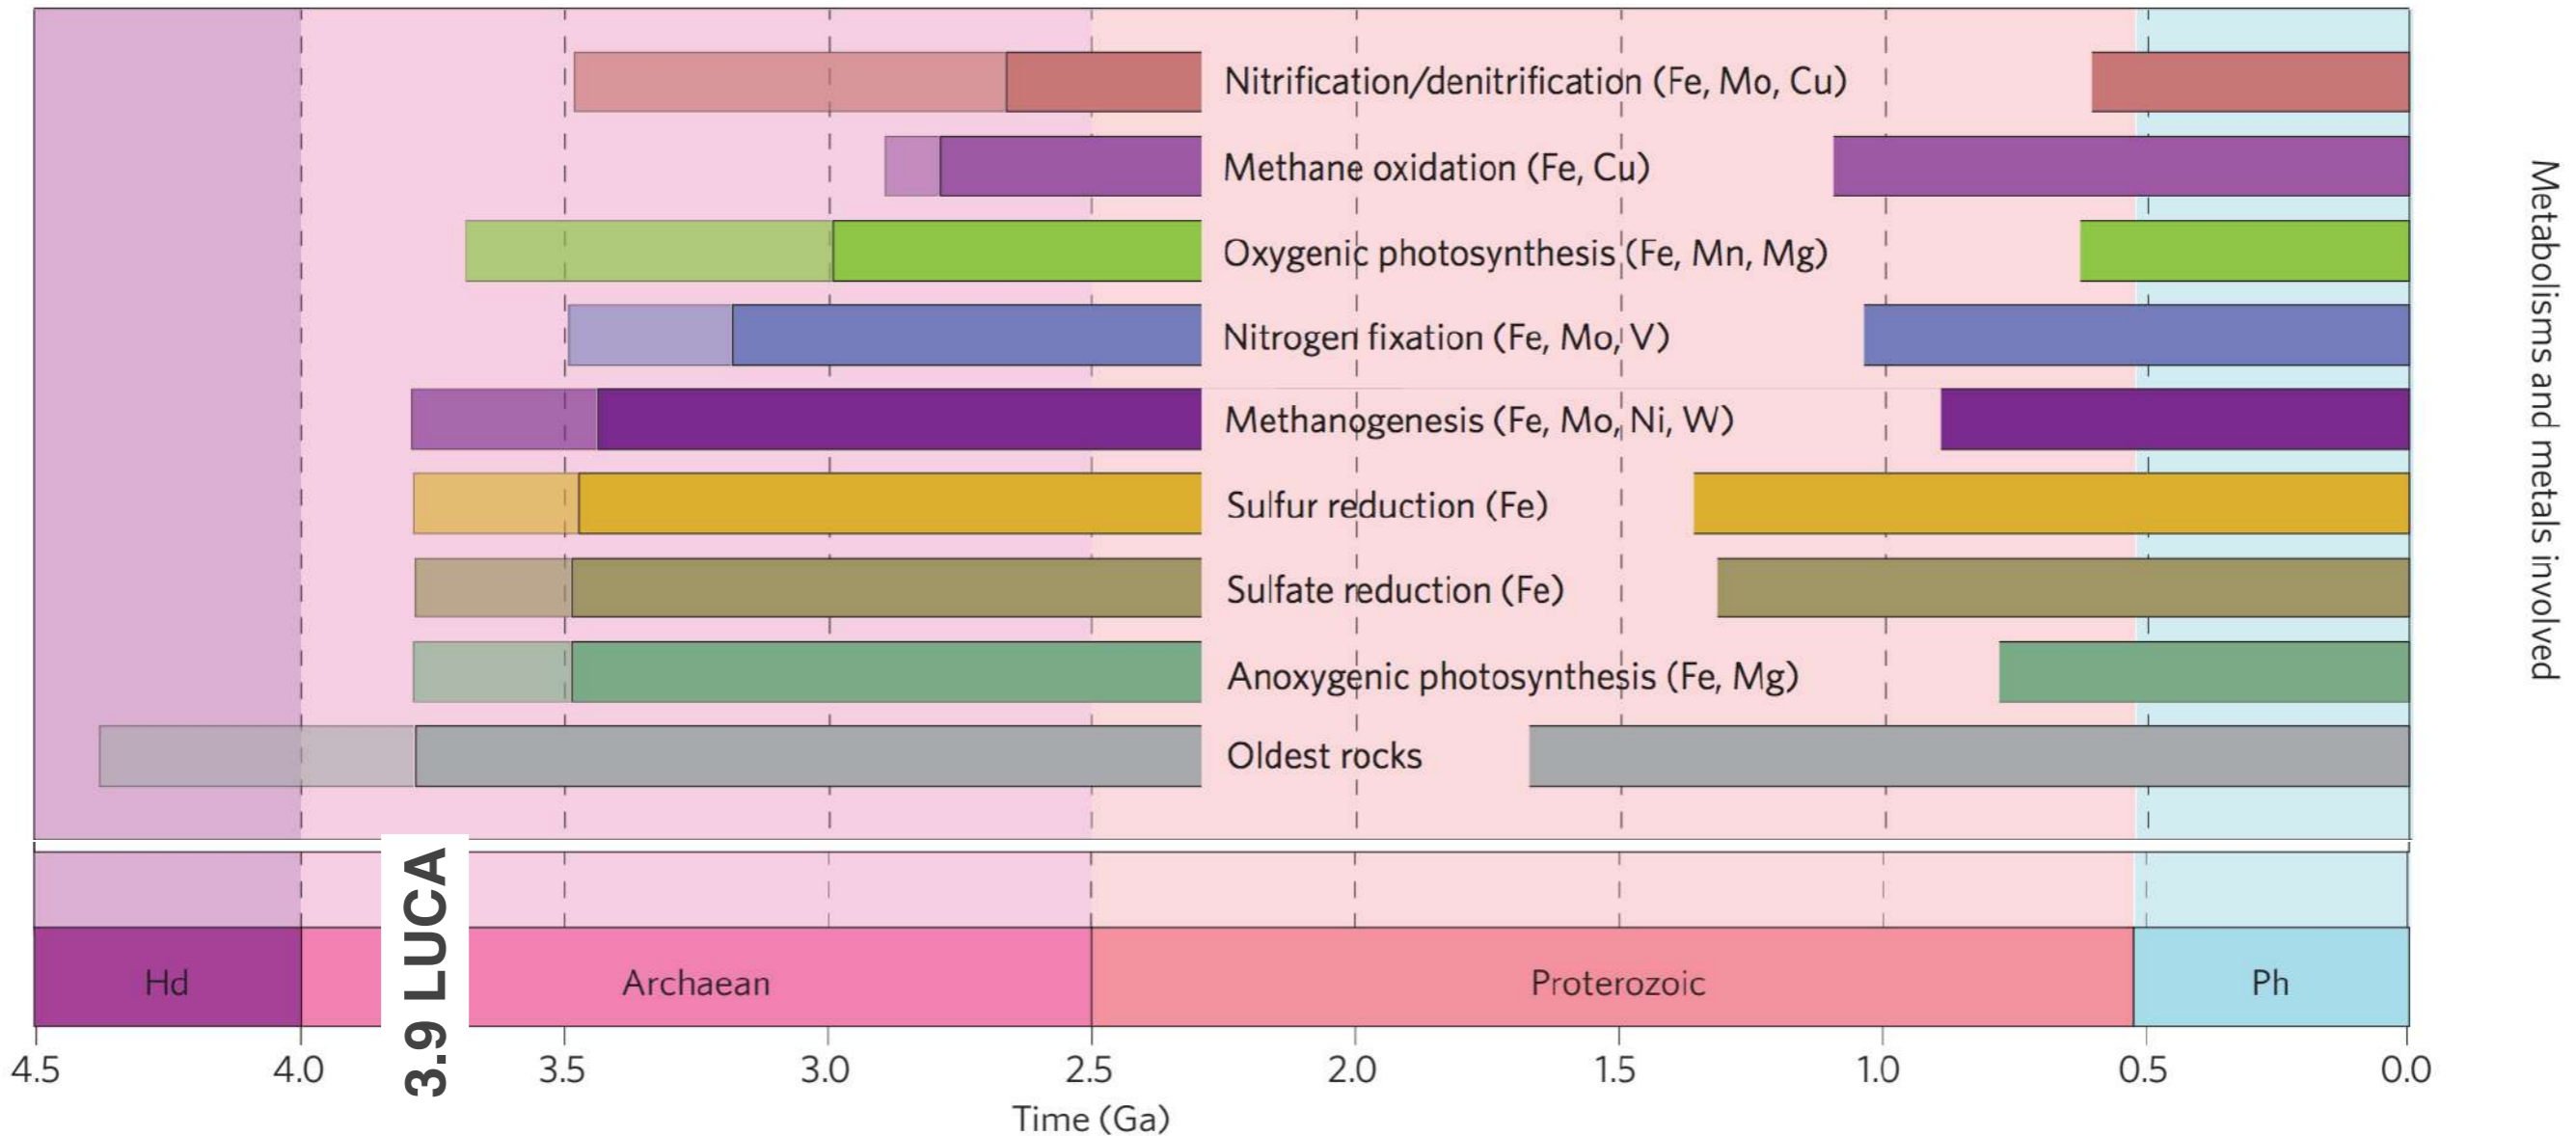 Nitrification/denitrification (Fe, Mo, Cu)
Methane oxidation (Fe, Cu)
Oxygenic photosynthesis (Fe, Mn, Mg)
Nitrogen fixation (Fe, Mo, V)
Methanogenesis (Fe, Mo, Ni, W)
Sulfur reduction (Fe)
Sulfate reduction (Fe)
Anoxygenic photosynthesis (Fe, Mg)
Oldest rocks
Metabolisms and metals involved
3.9 LUCA
Hd
Archaean
Proterozoic
Ph
4.5
4.0
3.5
3.0
2.5
2.0
1.5
1.0
0.5
0.0
Time (Ga)